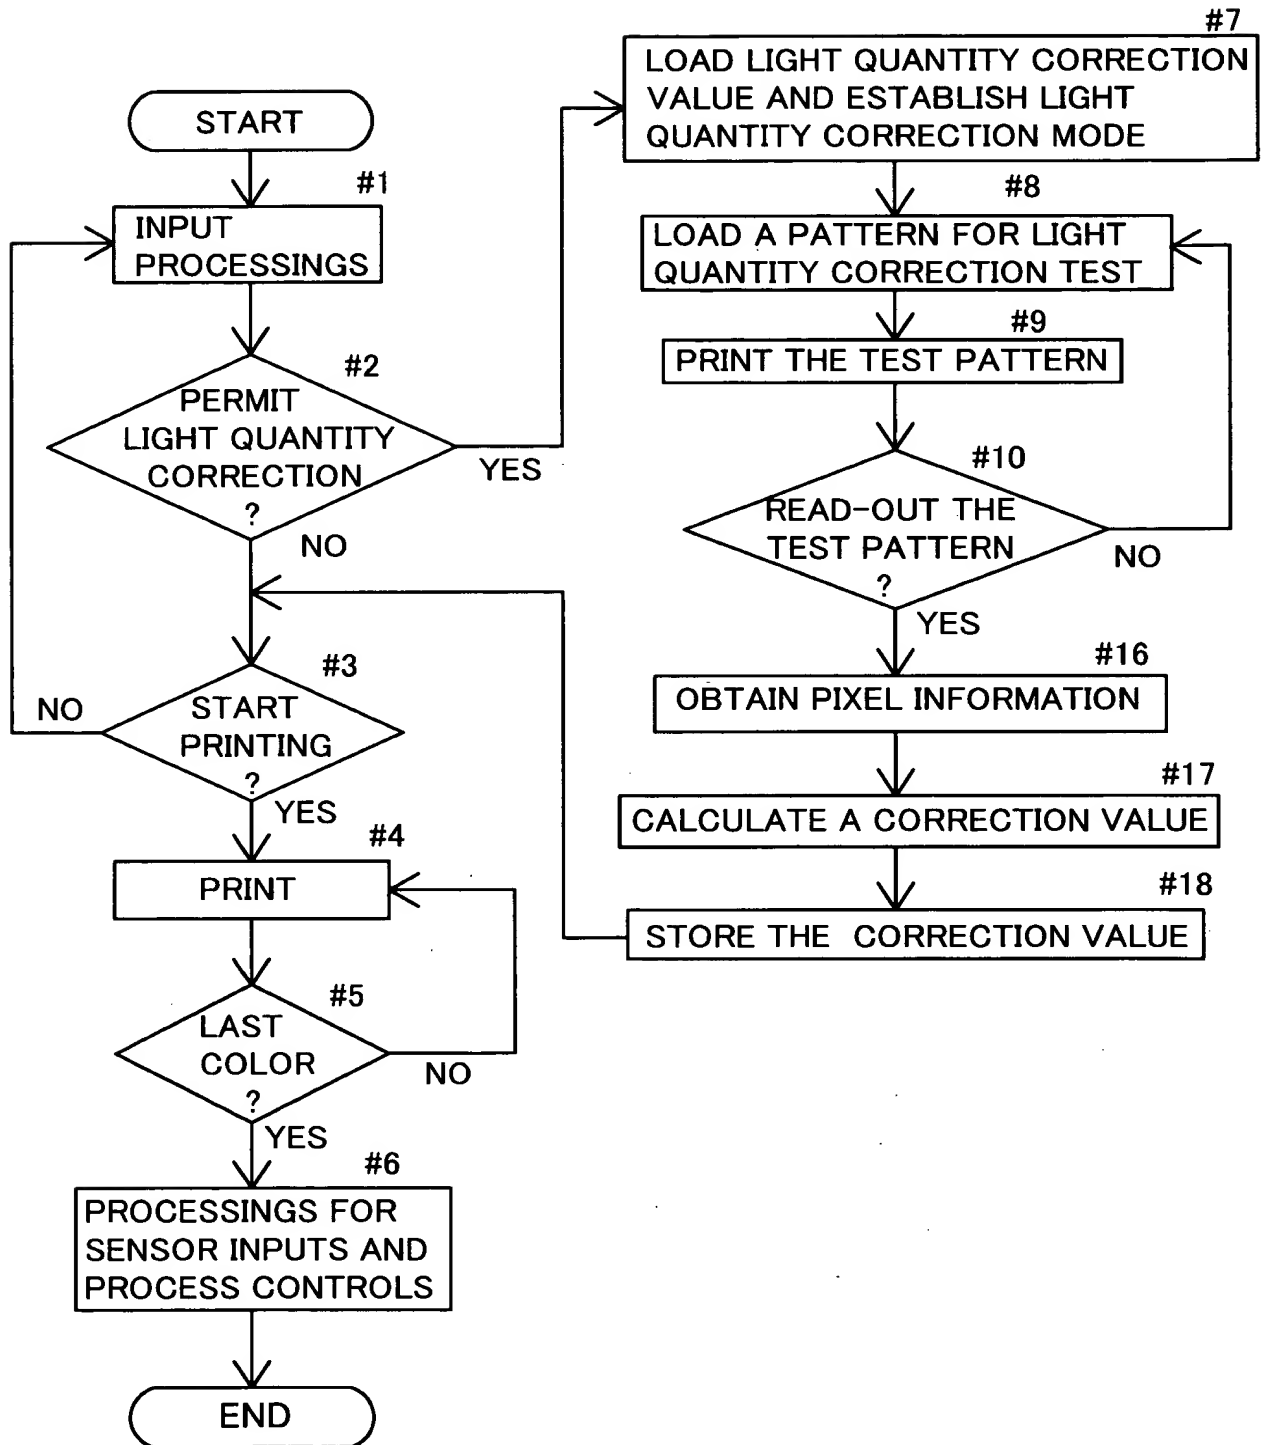 START
#1
INPUT
PROCESSINGS
#2
PERMIT
LIGHT QUANTITY
CORRECTION
?
YES
NO
#3
START
PRINTING
?
NO
YES
#4
PRINT
#5
LAST
COLOR
?
NO
YES
#6
PROCESSINGS FOR
SENSOR INPUTS AND
PROCESS CONTROLS
END
#7
LOAD LIGHT QUANTITY CORRECTION
VALUE AND ESTABLISH LIGHT
QUANTITY CORRECTION MODE
#8
LOAD A PATTERN FOR LIGHT
QUANTITY CORRECTION TEST
#9
PRINT THE TEST PATTERN
#10
READ-OUT THE
TEST PATTERN
?
NO
YES
#16
OBTAIN PIXEL INFORMATION
#17
CALCULATE A CORRECTION VALUE
#18
STORE THE CORRECTION VALUE